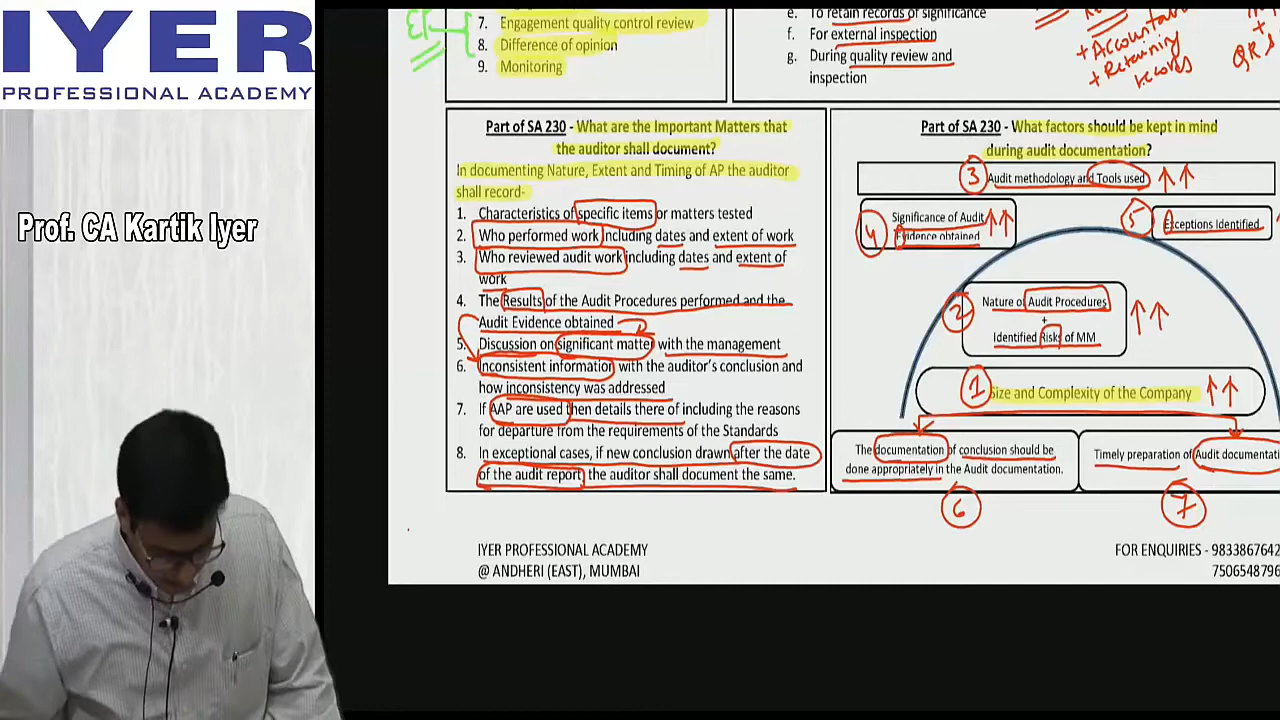 IYER
PROFESSIONAL ACADEMY
Prof. CA Kartik Iyer
7. Engagement quality control review
8. Difference of opinion
9. Monitoring
e. To retain records of significance
f. For external inspection
g. During quality review and
inspection
+ Accountab
+ Retaining
records
+
QR &
Part of SA 230 - What are the Important Matters that
the auditor shall document?
In documenting Nature, Extent and Timing of AP the auditor
shall record-
1. Characteristics of specific items or matters tested
2. Who performed work including dates and extent of work
3. Who reviewed audit work including dates and extent of
work
4. The Results of the Audit Procedures performed and the
Audit Evidence obtained
5. Discussion on significant matter with the management
6. Inconsistent information with the auditor's conclusion and
how inconsistency was addressed
7. If AAP are used then details there of including the reasons
for departure from the requirements of the Standards
8. In exceptional cases, if new conclusion drawn after the date
of the audit report, the auditor shall document the same.
Part of SA 230 - What factors should be kept in mind
during audit documentation?
3 Audit methodology and Tools used
4 Significance of Audit
Evidence obtained
5 Exceptions Identified
2 Nature of Audit Procedures
+
Identified Risks of MM
1 Size and Complexity of the Company
The documentation of conclusion should be
done appropriately in the Audit documentation.
6
Timely preparation of Audit documentati
7
IYER PROFESSIONAL ACADEMY
@ ANDHERI (EAST), MUMBAI
FOR ENQUIRIES - 9833867642
7506548796